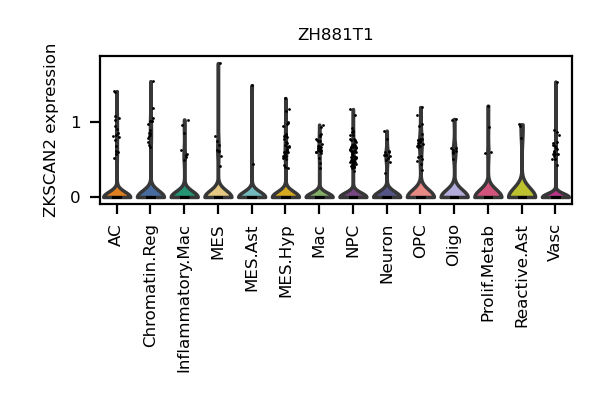 ZH881T1
ZKSCAN2 expression
1
0
AC
Chromatin.Reg
Inflammatory.Mac
MES
MES.Ast
MES.Hyp
Mac
NPC
Neuron
OPC
Oligo
Prolif.Metab
Reactive.Ast
Vasc